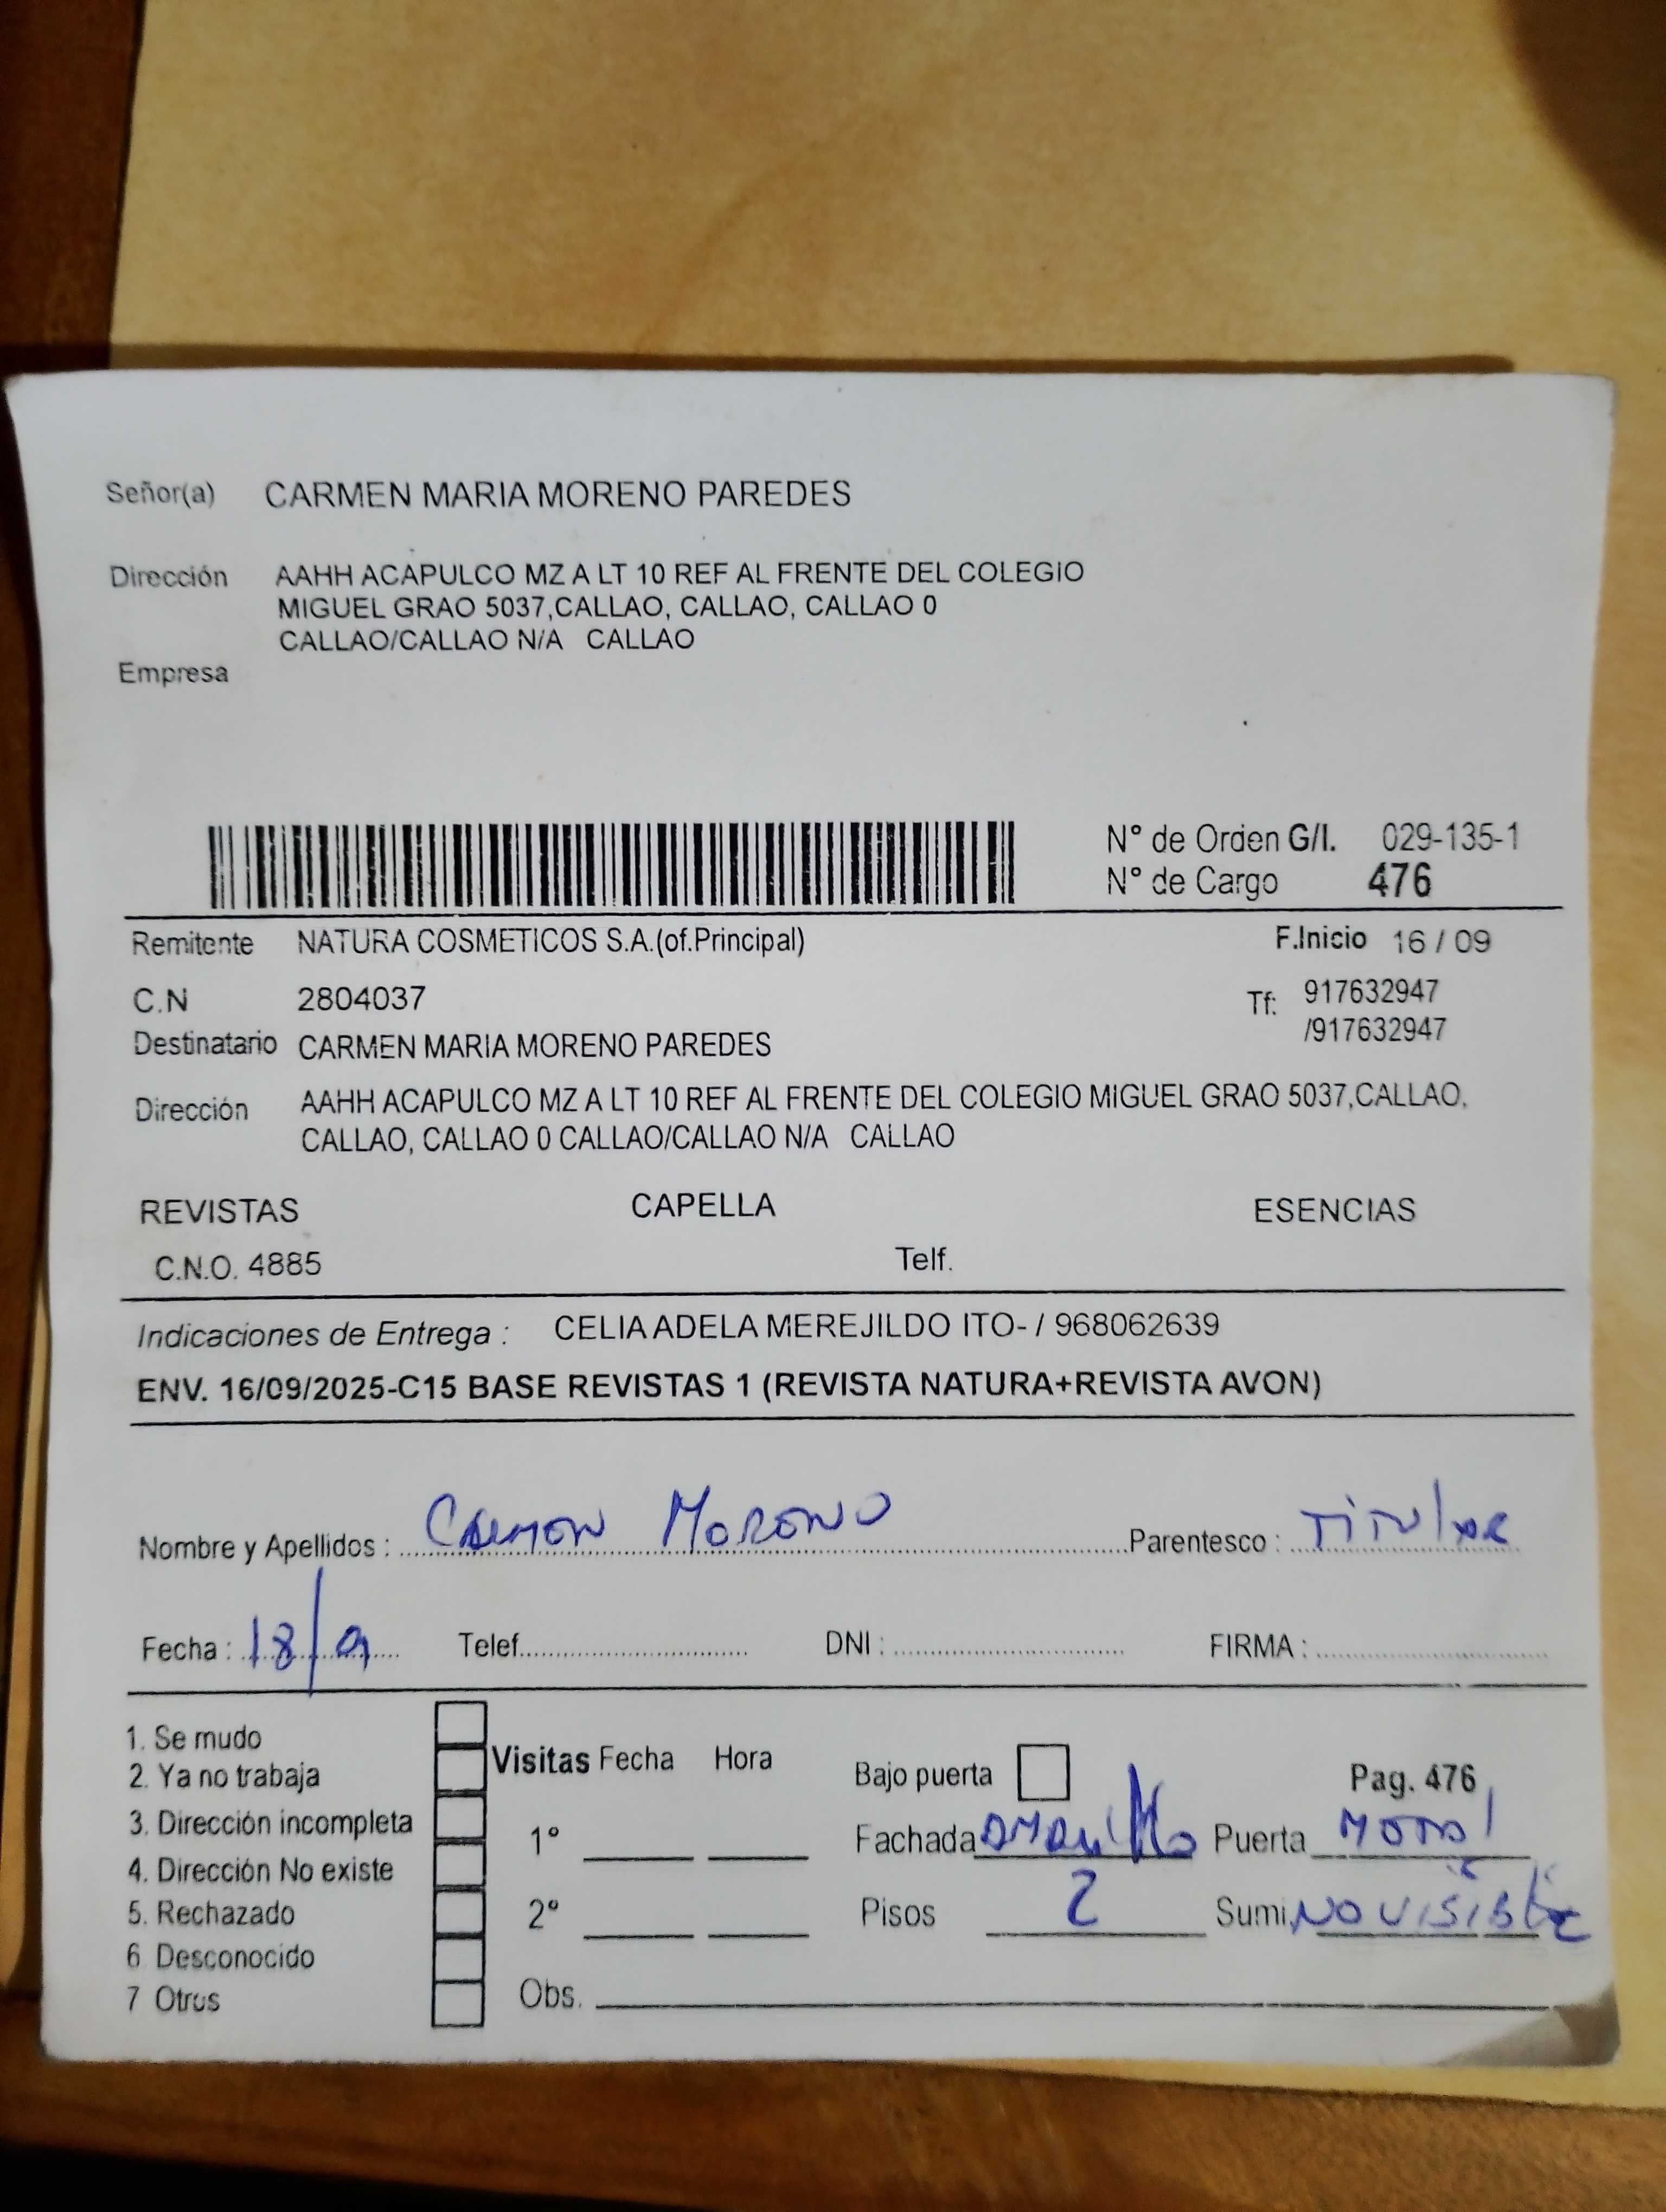 Señor(a) CARMEN MARIA MORENO PAREDES
Dirección AAHH ACAPULCO MZ A LT 10 REF AL FRENTE DEL COLEGIO
MIGUEL GRAO 5037,CALLAO, CALLAO, CALLAO 0
CALLAO/CALLAO N/A CALLAO
Empresa
N° de Orden G/I. 029-135-1
N° de Cargo 476
Remitente NATURA COSMETICOS S.A.(of.Principal) F.Inicio 16 / 09
C.N 2804037 Tf: 917632947
/917632947
Destinatario CARMEN MARIA MORENO PAREDES
Dirección AAHH ACAPULCO MZ A LT 10 REF AL FRENTE DEL COLEGIO MIGUEL GRAO 5037,CALLAO,
CALLAO, CALLAO 0 CALLAO/CALLAO N/A CALLAO
REVISTAS CAPELLA ESENCIAS
C.N.O. 4885 Telf.
Indicaciones de Entrega : CELIA ADELA MEREJILDO ITO- / 968062639
ENV. 16/09/2025-C15 BASE REVISTAS 1 (REVISTA NATURA+REVISTA AVON)
Nombre y Apellidos : Carmen Moreno Parentesco : Titular
Fecha : 18/09 Telef. DNI : FIRMA :
1. Se mudo
2. Ya no trabaja
3. Dirección incompleta
4. Dirección No existe
5. Rechazado
6 Desconocido
7 Otros
Visitas Fecha Hora
1°
2°
Bajo puerta Pag. 476
Fachada Amarillo Puerta Metal
Pisos 2 Sumi. NO VISIBLE
Obs.